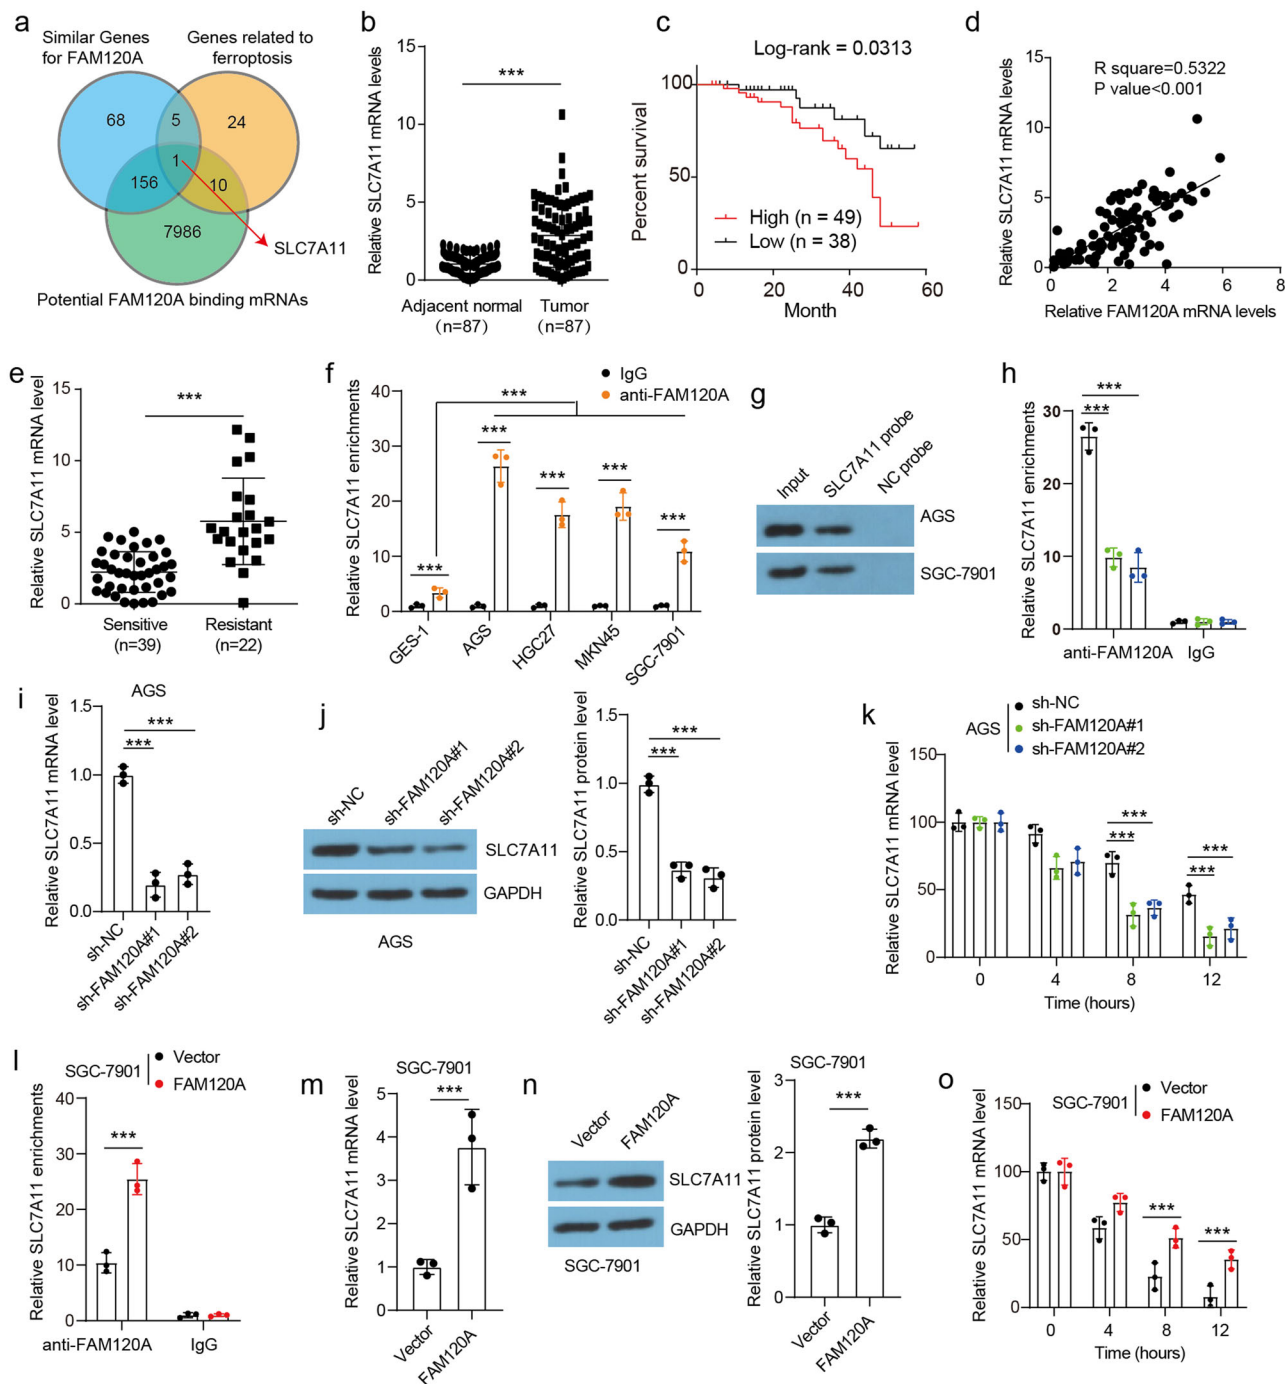 a
Similar Genes
for FAM120A
Genes related to
ferroptosis
68
5
24
1
156
10
7986
SLC7A11
Potential FAM120A binding mRNAs
b
Relative SLC7A11 mRNA levels
15
10
5
0
***
Adjacent normal
(n=87)
Tumor
(n=87)
c
Log-rank = 0.0313
Percent survival
100
50
0
High (n = 49)
Low (n = 38)
0
20
40
60
Month
d
R square=0.5322
P value<0.001
Relative SLC7A11 mRNA levels
15
10
5
0
0
2
4
6
8
Relative FAM120A mRNA levels
e
Relative SLC7A11 mRNA level
15
10
5
0
***
Sensitive
(n=39)
Resistant
(n=22)
f
IgG
anti-FAM120A
Relative SLC7A11 enrichments
40
30
20
10
0
***
***
***
***
***
***
GES-1
AGS
HGC27
MKN45
SGC-7901
g
Input
SLC7A11 probe
NC probe
AGS
SGC-7901
h
Relative SLC7A11 enrichments
30
20
10
0
***
***
anti-FAM120A
IgG
i
AGS
Relative SLC7A11 mRNA level
1.5
1.0
0.5
0.0
***
***
sh-NC
sh-FAM120A#1
sh-FAM120A#2
j
sh-NC
sh-FAM120A#1
sh-FAM120A#2
SLC7A11
GAPDH
AGS
Relative SLC7A11 protein level
1.5
1.0
0.5
0.0
***
***
sh-NC
sh-FAM120A#1
sh-FAM120A#2
k
AGS
sh-NC
sh-FAM120A#1
sh-FAM120A#2
Relative SLC7A11 mRNA level
150
100
50
0
***
***
***
***
0
4
8
12
Time (hours)
l
SGC-7901
Vector
FAM120A
Relative SLC7A11 enrichments
40
30
20
10
0
***
anti-FAM120A
IgG
m
SGC-7901
Relative SLC7A11 mRNA level
5
4
3
2
1
0
***
Vector
FAM120A
n
Vector
FAM120A
SLC7A11
GAPDH
SGC-7901
SGC-7901
Relative SLC7A11 protein level
3
2
1
0
***
Vector
FAM120A
o
SGC-7901
Vector
FAM120A
Relative SLC7A11 mRNA level
150
100
50
0
***
***
0
4
8
12
Time (hours)